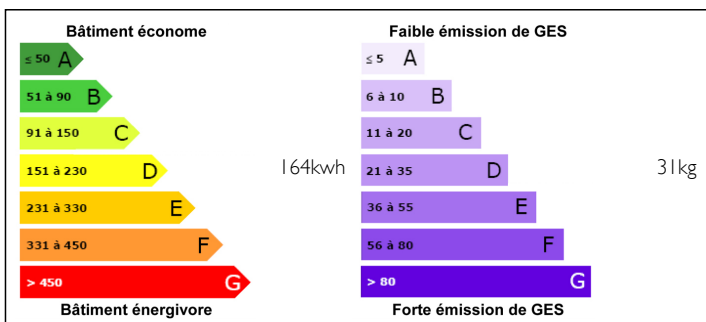 Bâtiment économe
≤ 50 A
51 à 90 B
91 à 150 C
151 à 230 D
164kwh
231 à 330 E
331 à 450 F
> 450 G
Bâtiment énergivore
Faible émission de GES
≤ 5 A
6 à 10 B
11 à 20 C
21 à 35 D
31kg
36 à 55 E
56 à 80 F
> 80 G
Forte émission de GES